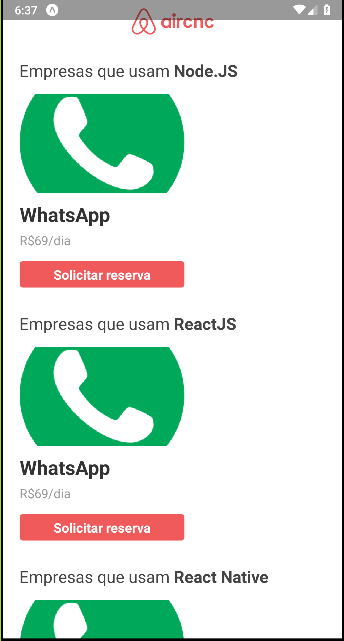 6:37
aircnc
Empresas que usam Node.JS
WhatsApp
R$69/dia
Solicitar reserva
Empresas que usam ReactJS
WhatsApp
R$69/dia
Solicitar reserva
Empresas que usam React Native